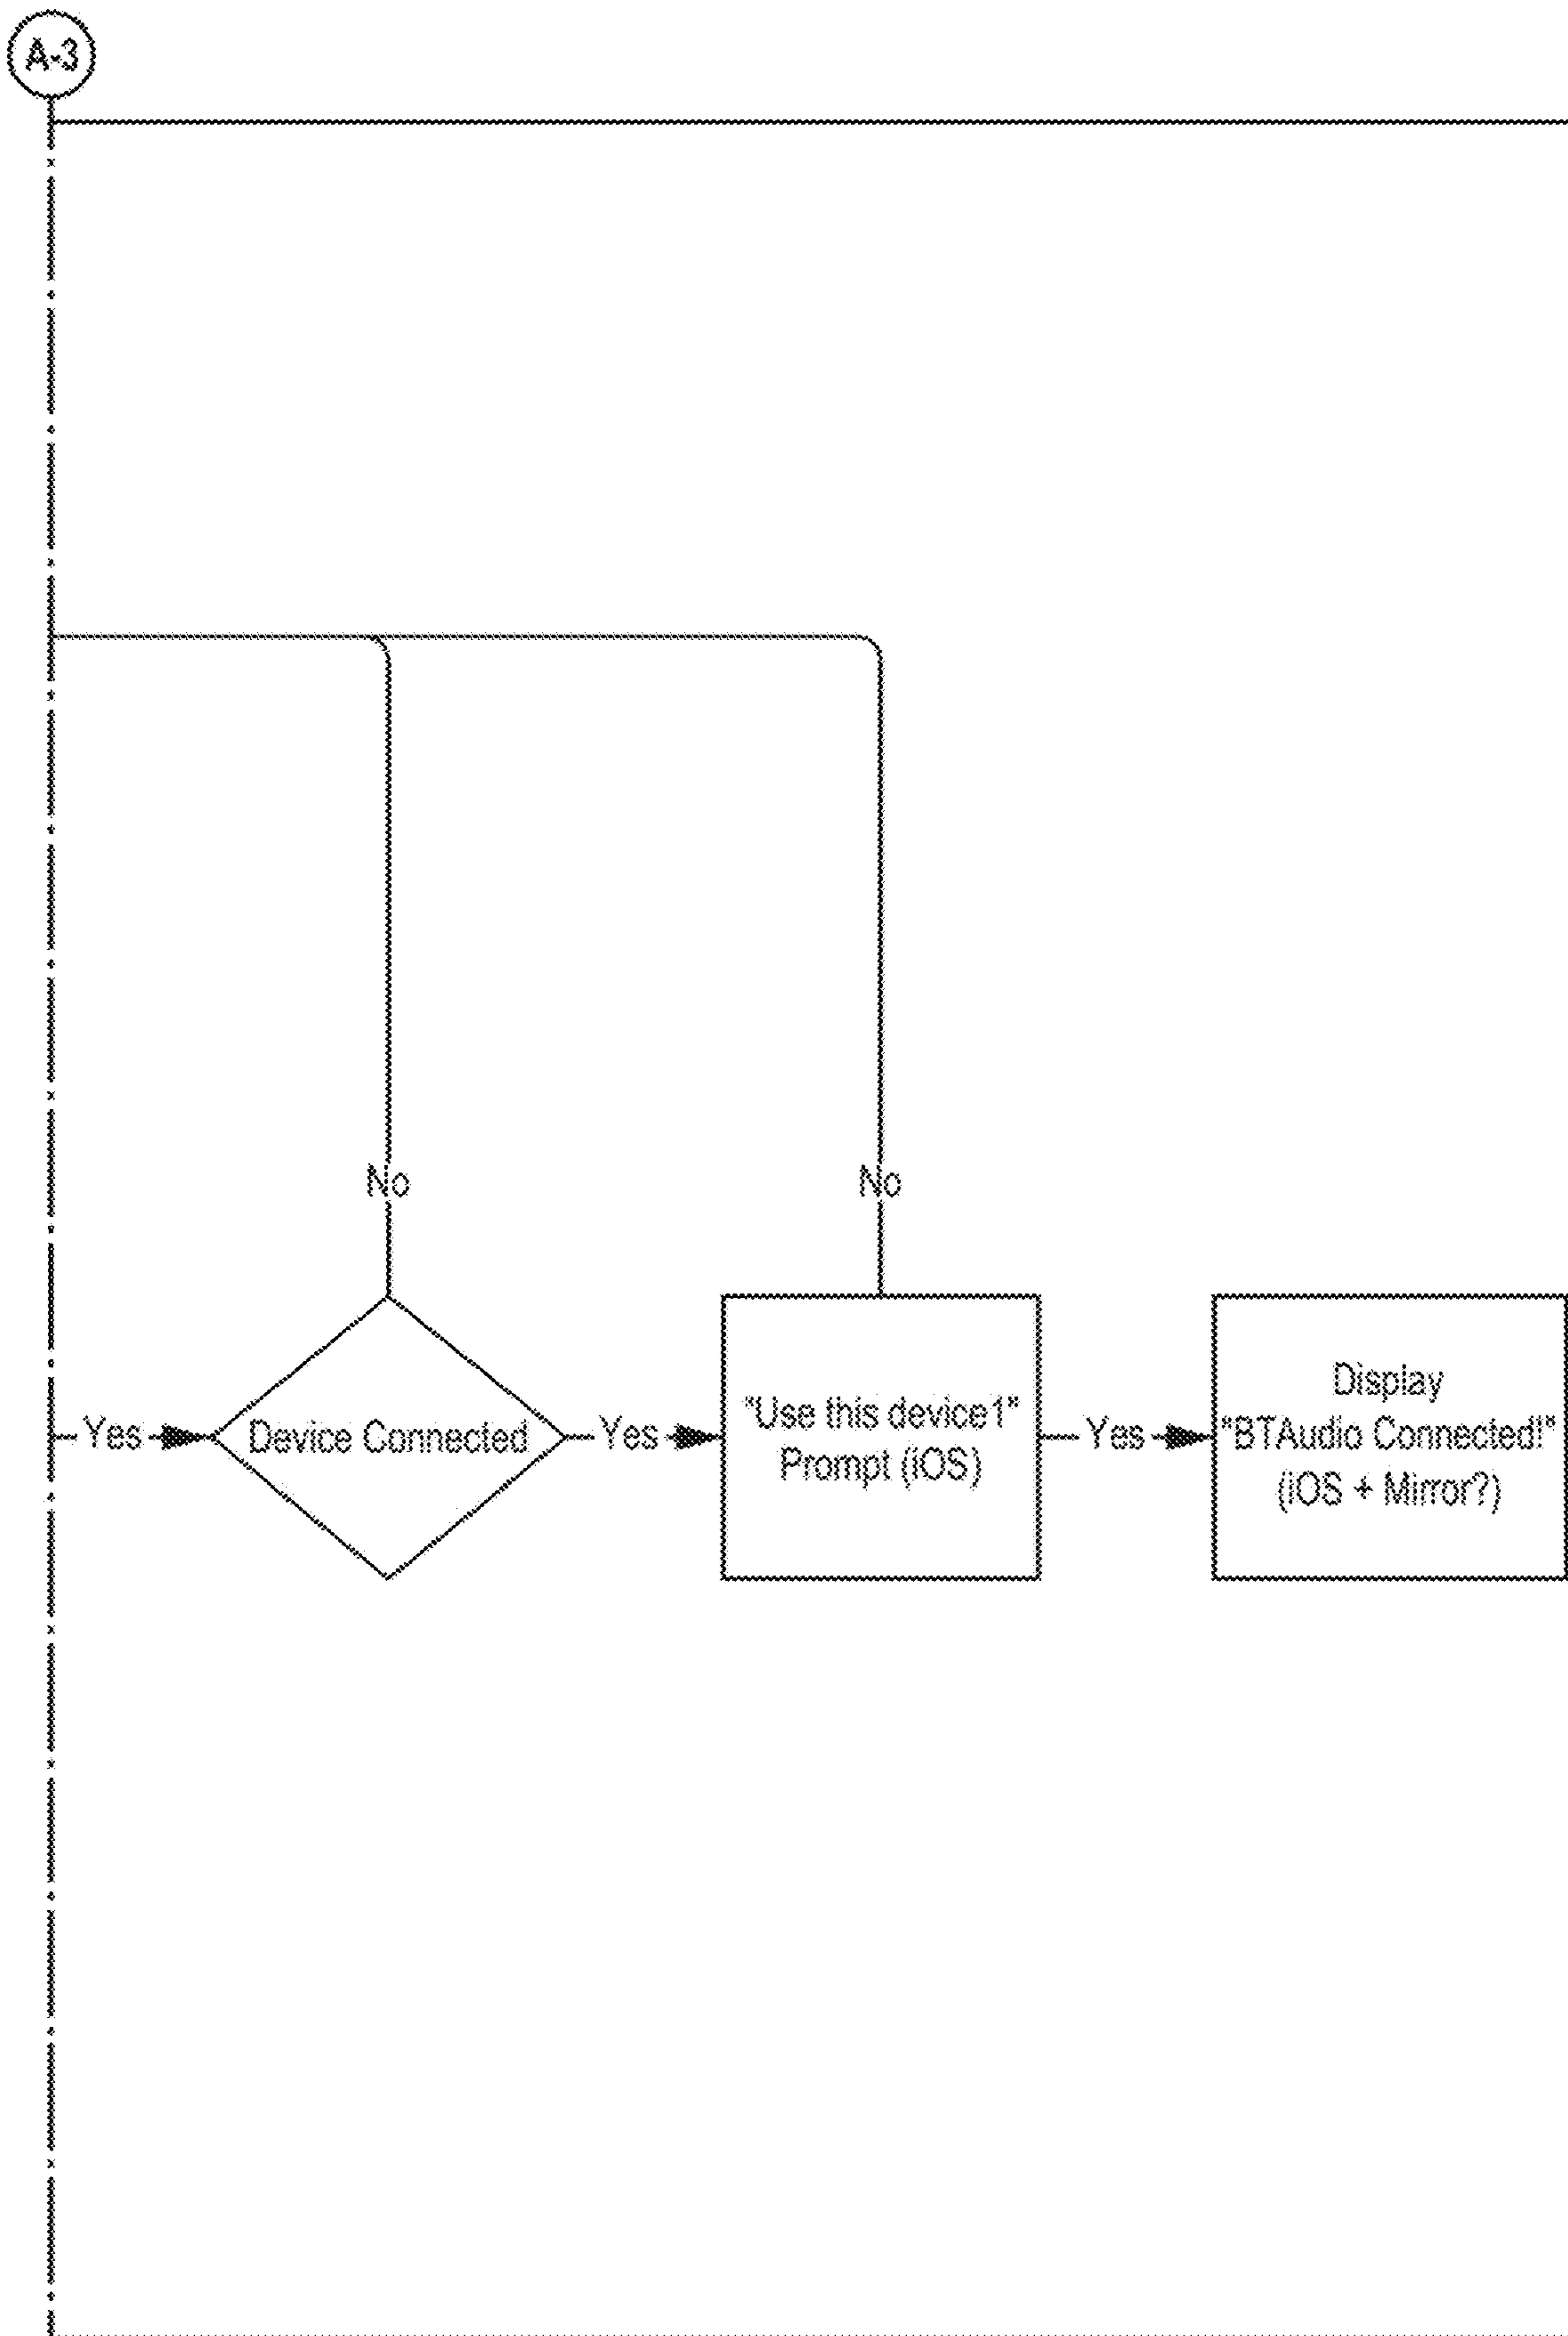 A-3
No
No
Yes
Device Connected
Yes
"Use this device1"
Prompt (iOS)
Yes
Display
"BTAudio Connected!"
(iOS + Mirror?)